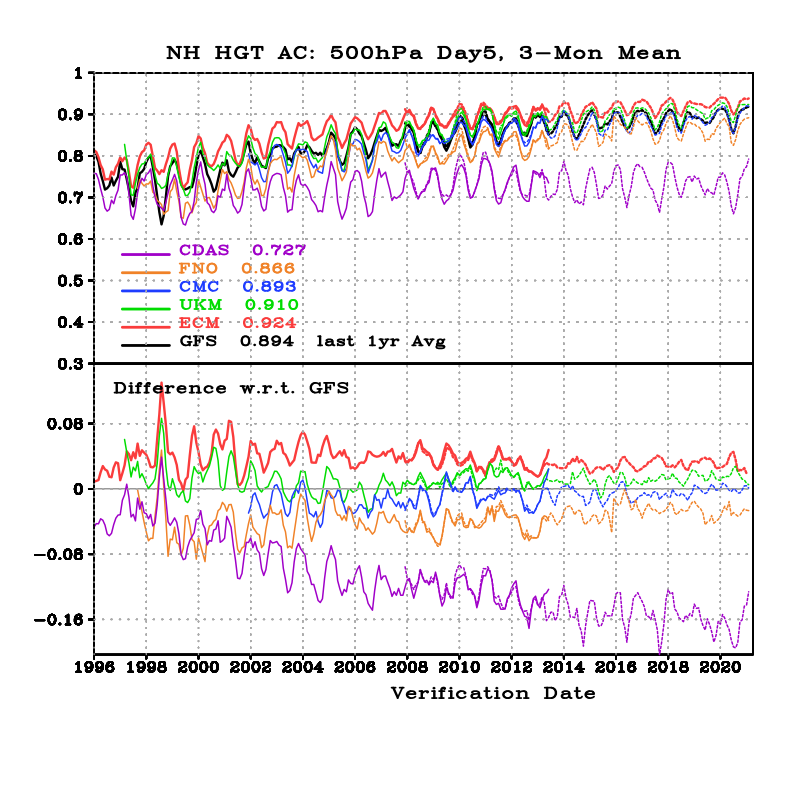 NH HGT AC: 500hPa Day5, 3-Mon Mean
1
0.9
0.8
0.7
0.6
0.5
0.4
0.3
CDAS 0.727
FNO 0.866
CMC 0.893
UKM 0.910
ECM 0.924
GFS 0.894 last 1yr Avg
Difference w.r.t. GFS
0.08
0
-0.08
-0.16
1996 1998 2000 2002 2004 2006 2008 2010 2012 2014 2016 2018 2020
Verification Date